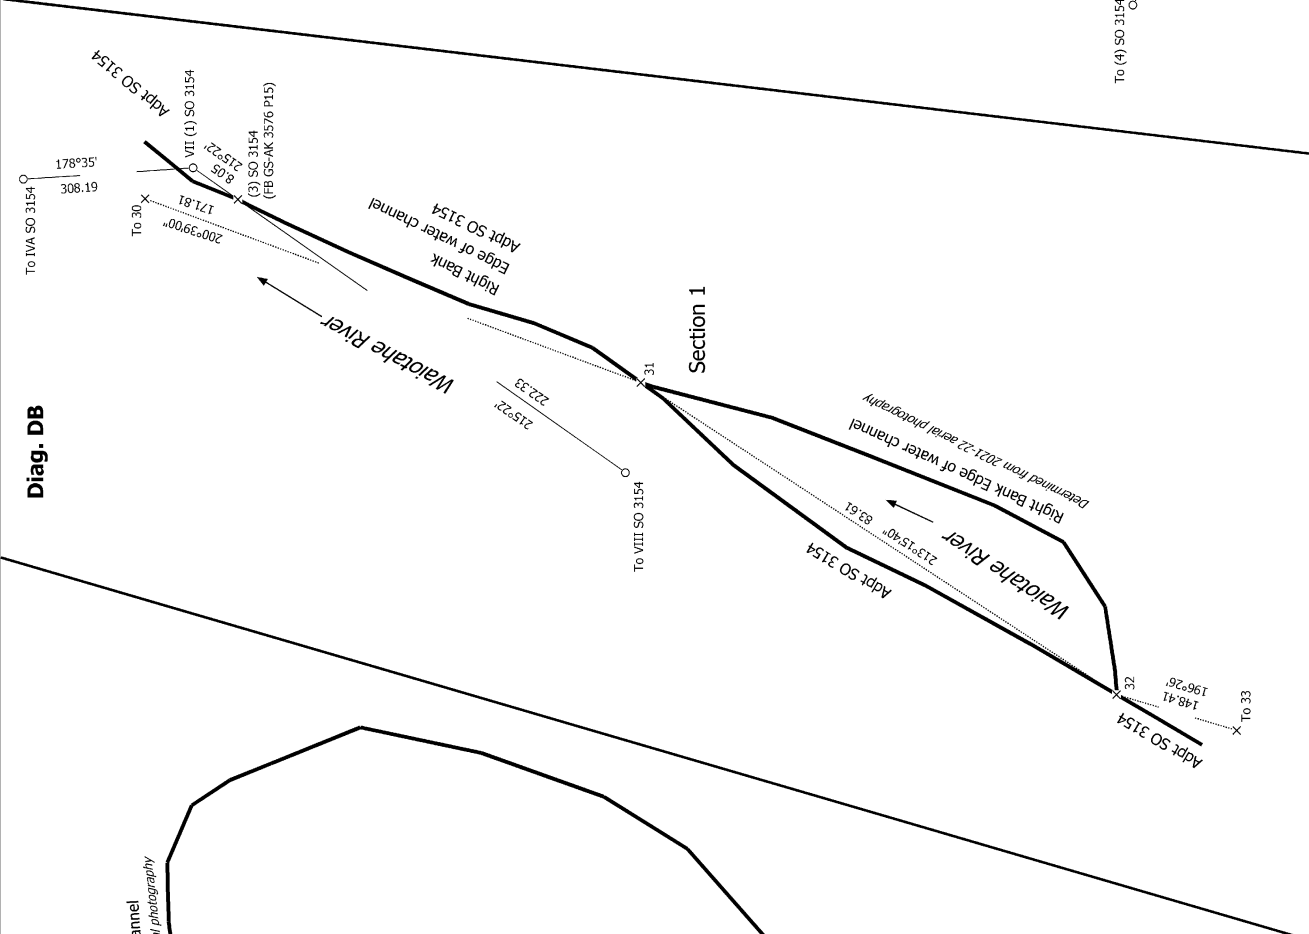 To (4) SO 3154
Adpt SO 3154
VII (1) SO 3154
215°22'
8.05
(3) SO 3154
(FB GS-AK 3576 P15)
178°35'
308.19
To IVA SO 3154
To 30
171.81
200°39'00"
Adpt SO 3154
Edge of water channel
Right Bank
Waiotahe River
Section 1
31
222.33
215°22'
Diag. DB
To VIII SO 3154
Determined from 2021-22 aerial photography
Right Bank Edge of water channel
83.61
213°15'40"
Waiotahe River
Adpt SO 3154
32
196°26'
148.41
To 33
Adpt SO 3154
annel
l photography